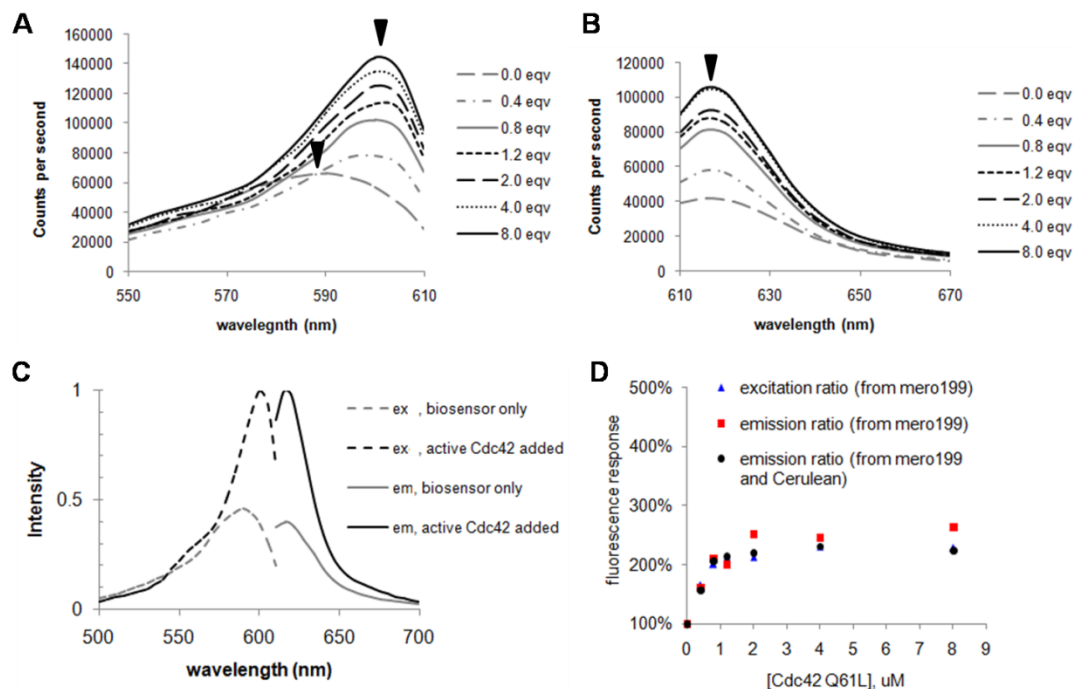 A
160000
140000
120000
100000
80000
60000
40000
20000
0
Counts per second
550
570
590
610
wavelegnth (nm)
0.0 eqv
0.4 eqv
0.8 eqv
1.2 eqv
2.0 eqv
4.0 eqv
8.0 eqv
B
120000
100000
80000
60000
40000
20000
0
Counts per second
610
630
650
670
wavelength (nm)
0.0 eqv
0.4 eqv
0.8 eqv
1.2 eqv
2.0 eqv
4.0 eqv
8.0 eqv
C
1
0.5
0
Intensity
500
550
600
650
700
wavelength (nm)
ex , biosensor only
ex , active Cdc42 added
em, biosensor only
em, active Cdc42 added
D
500%
400%
300%
200%
100%
fluorescence response
0 1 2 3 4 5 6 7 8 9
[Cdc42 Q61L], uM
excitation ratio (from mero199)
emission ratio (from mero199)
emission ratio (from mero199
and Cerulean)